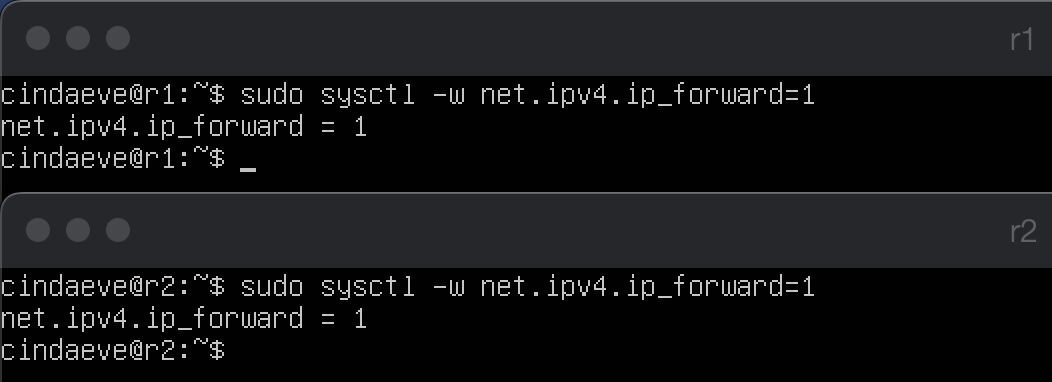 r1
cindaeve@r1:~$ sudo sysctl -w net.ipv4.ip_forward=1
net.ipv4.ip_forward = 1
cindaeve@r1:~$ _
r2
cindaeve@r2:~$ sudo sysctl -w net.ipv4.ip_forward=1
net.ipv4.ip_forward = 1
cindaeve@r2:~$